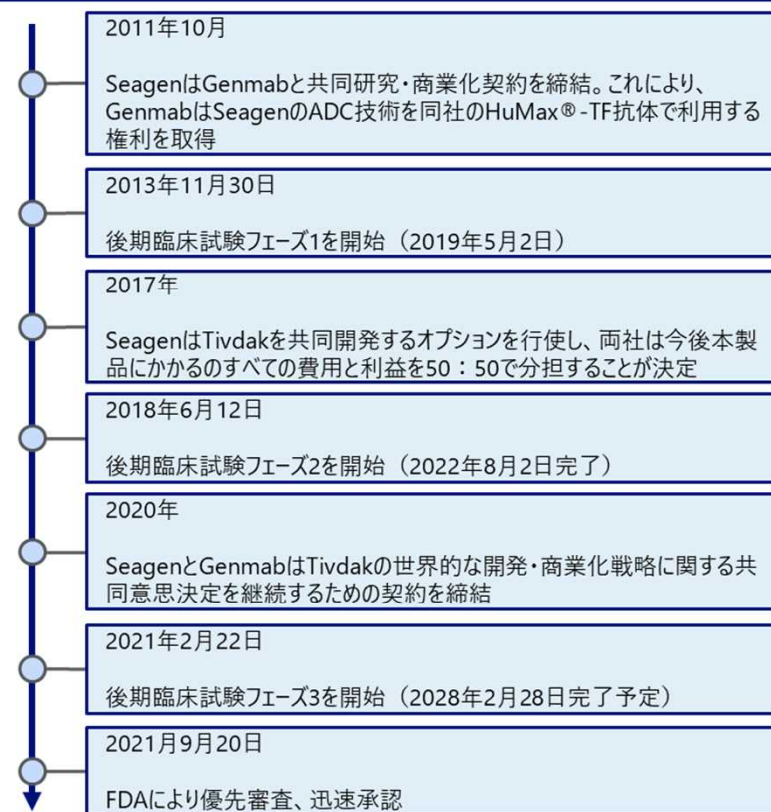 2011年10月
SeagenはGenmabと共同研究・商業化契約を締結。これにより、
GenmabはSeagenのADC技術を同社のHuMax®-TF抗体で利用する
権利を取得
2013年11月30日
後期臨床試験フェーズ1を開始（2019年5月2日）
2017年
SeagenはTivdakを共同開発するオプションを行使し、両社は今後本製
品にかかるのすべての費用と利益を50：50で分担することが決定
2018年6月12日
後期臨床試験フェーズ2を開始（2022年8月2日完了）
2020年
SeagenとGenmabはTivdakの世界的な開発・商業化戦略に関する共
同意思決定を継続するための契約を締結
2021年2月22日
後期臨床試験フェーズ3を開始（2028年2月28日完了予定）
2021月9月20日
FDAにより優先審査、迅速承認